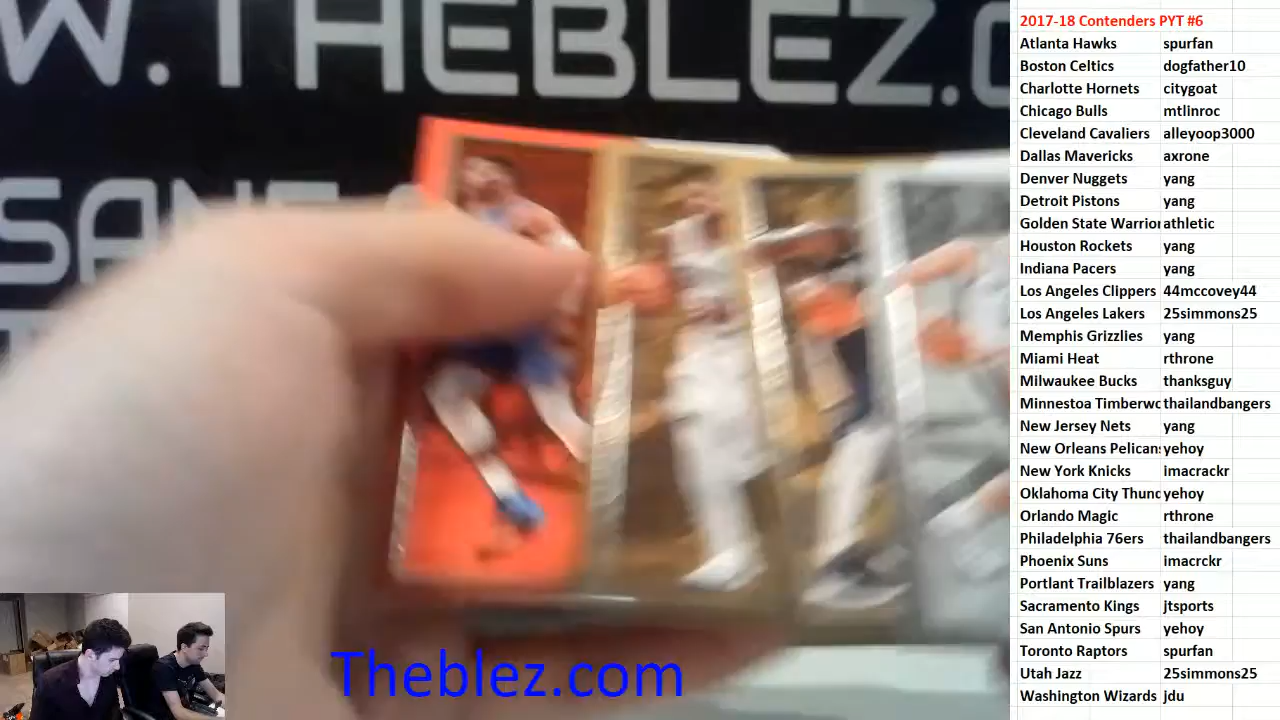 W.THEBLEZ.C
SANE
Theblez.com
2017-18 Contenders PYT #6
Atlanta Hawks spurfan
Boston Celtics dogfather10
Charlotte Hornets citygoat
Chicago Bulls mtlinroc
Cleveland Cavaliers alleyoop3000
Dallas Mavericks axrone
Denver Nuggets yang
Detroit Pistons yang
Golden State Warrior athletic
Houston Rockets yang
Indiana Pacers yang
Los Angeles Clippers 44mccovey44
Los Angeles Lakers 25simmons25
Memphis Grizzlies yang
Miami Heat rthrone
Milwaukee Bucks thanksguy
Minnestoa Timberwo thailandbangers
New Jersey Nets yang
New Orleans Pelicans yehoy
New York Knicks imacrackr
Oklahoma City Thund yehoy
Orlando Magic rthrone
Philadelphia 76ers thailandbangers
Phoenix Suns imacrckr
Portlant Trailblazers yang
Sacramento Kings jtsports
San Antonio Spurs yehoy
Toronto Raptors spurfan
Utah Jazz 25simmons25
Washington Wizards jdu